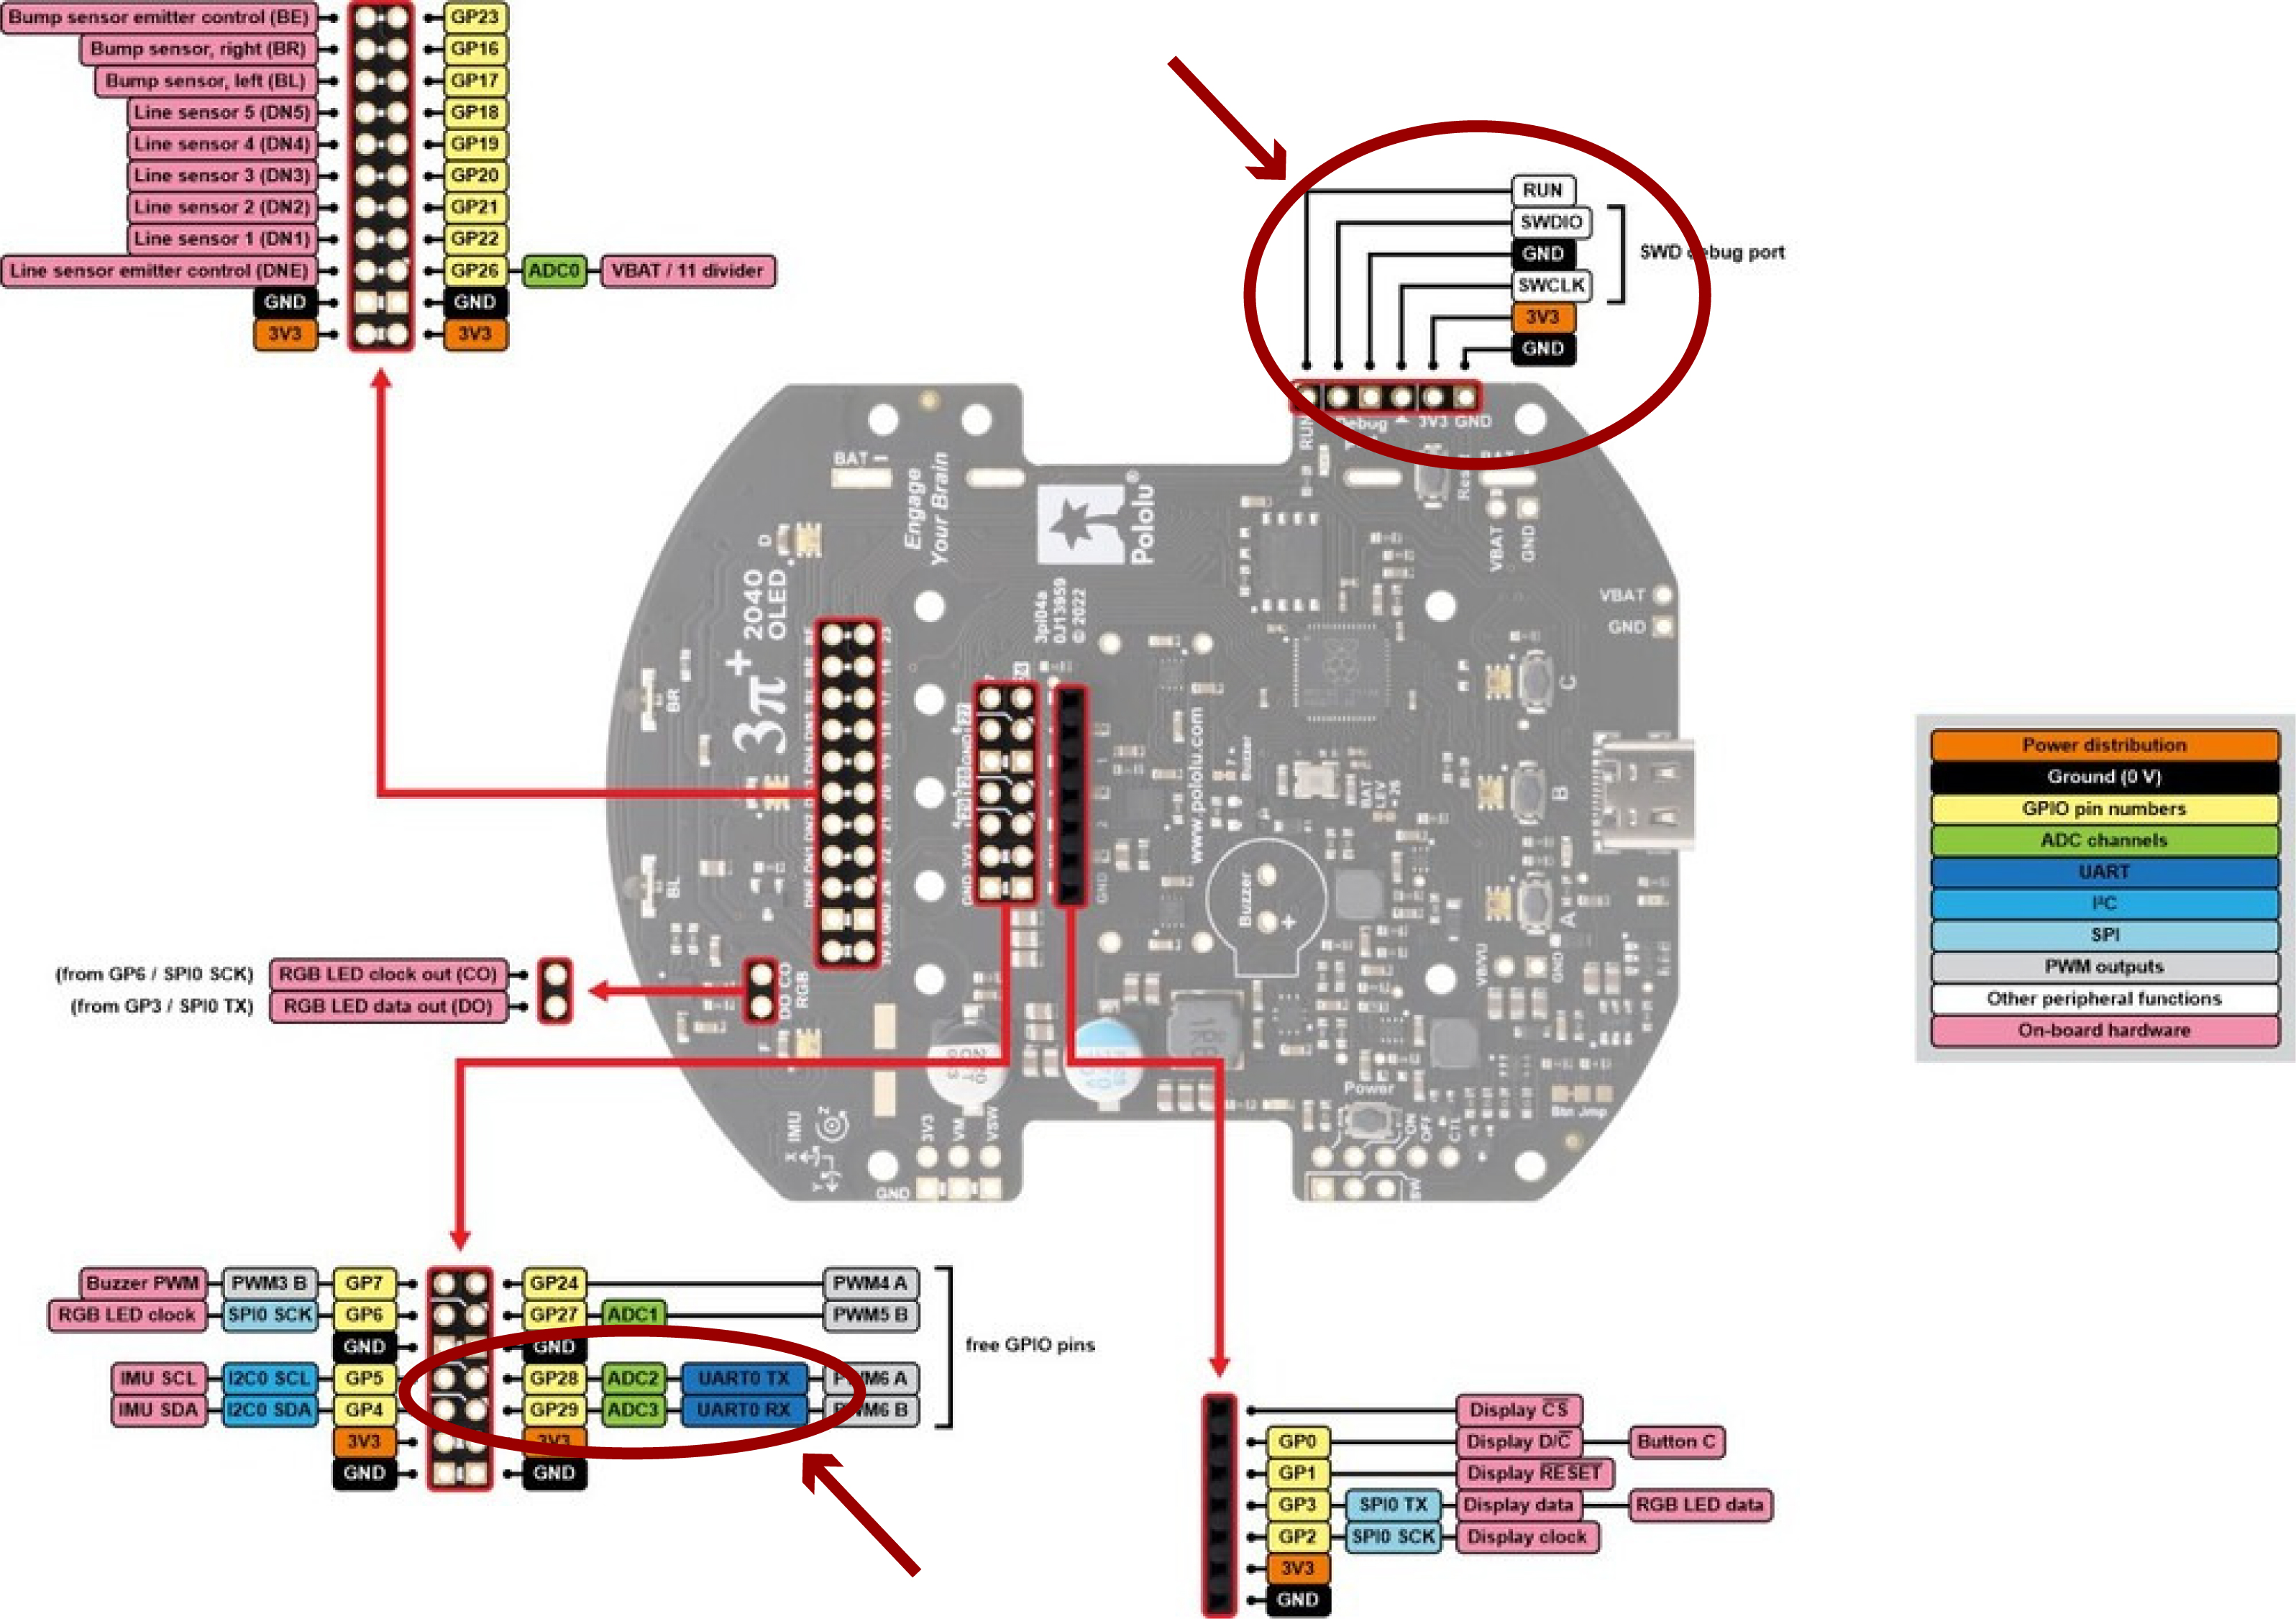 Bump sensor emitter control (BE) GP23
Bump sensor, right (BR) GP16
Bump sensor, left (BL) GP17
Line sensor 5 (DN5) GP18
Line sensor 4 (DN4) GP19
Line sensor 3 (DN3) GP20
Line sensor 2 (DN2) GP21
Line sensor 1 (DN1) GP22
Line sensor emitter control (DNE) GP26 ADC0 VBAT / 11 divider
GND GND
3V3 3V3
RUN
SWDIO
GND
SWCLK
3V3
GND
SWD debug port
RUN
3V3 GND
BAT
Engage
Your Brain
Pololu®
VBAT
GND
VBAT
GND
D
2040
OLED
3π+
3pi04a
0J13959
© 2022
BR
BL
www.pololu.com
Buzzer
BAT
LEV
= 26
Buzzer
+
C
B
A
GND
DO CO
RGB
Power
ON
OFF
CTL
Btn Jmp
IMU
X
Y
Z
3V3
VM
VSW
GND
(from GP6 / SPI0 SCK) RGB LED clock out (CO)
(from GP3 / SPI0 TX) RGB LED data out (DO)
Power distribution
Ground (0 V)
GPIO pin numbers
ADC channels
UART
I²C
SPI
PWM outputs
Other peripheral functions
On-board hardware
Buzzer PWM PWM3 B GP7 GP24 PWM4 A
RGB LED clock SPI0 SCK GP6 GP27 ADC1 PWM5 B
GND GND
IMU SCL I2C0 SCL GP5 GP28 ADC2 UART0 TX PWM6 A
IMU SDA I2C0 SDA GP4 GP29 ADC3 UART0 RX PWM6 B
3V3 3V3
GND GND
free GPIO pins
Display C̅S̅
GP0 Display D/C̅ Button C
GP1 Display R̅E̅S̅E̅T̅
GP3 SPI0 TX Display data RGB LED data
GP2 SPI0 SCK Display clock
3V3
GND